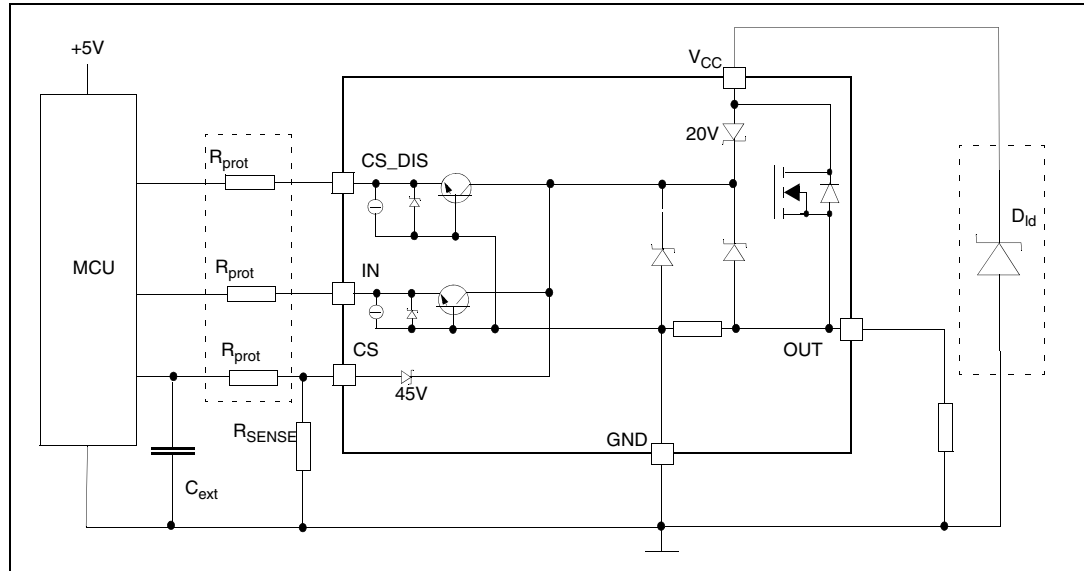 +5V
V_CC
20V
R_prot
CS_DIS
D_ld
MCU
R_prot
IN
R_prot
CS
OUT
45V
R_SENSE
GND
C_ext